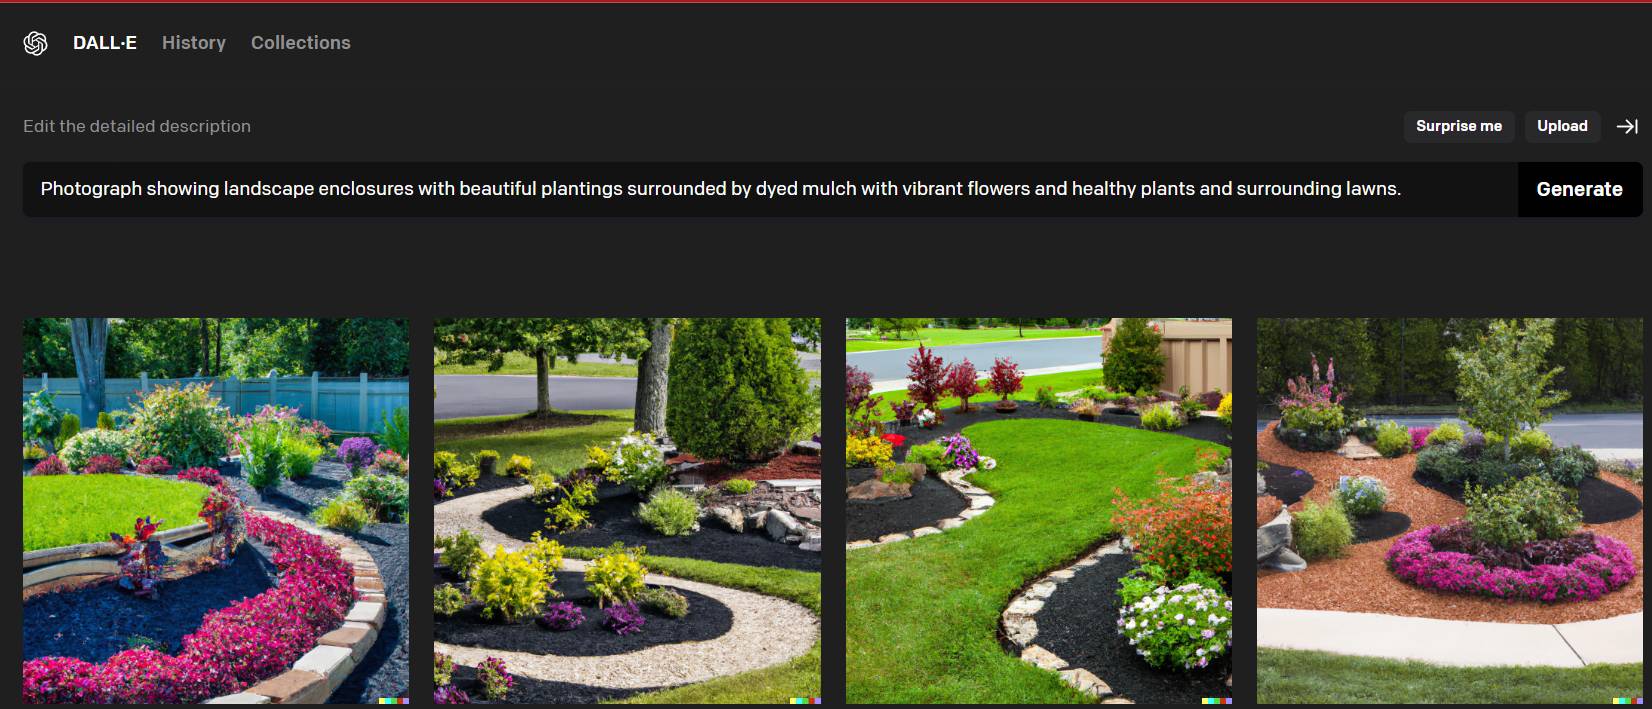 DALL·E History Collections
Edit the detailed description Surprise me Upload
Photograph showing landscape enclosures with beautiful plantings surrounded by dyed mulch with vibrant flowers and healthy plants and surrounding lawns. Generate